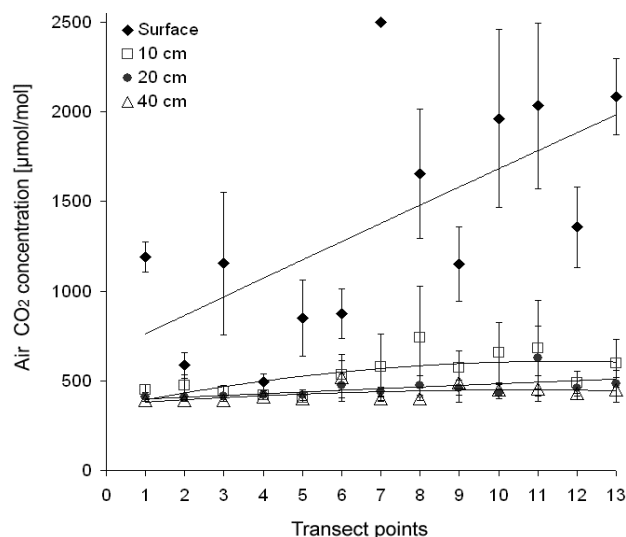 Surface
10 cm
20 cm
40 cm
Air CO2 concentration [µmol/mol]
2500
2000
1500
1000
500
0
0 1 2 3 4 5 6 7 8 9 10 11 12 13
Transect points